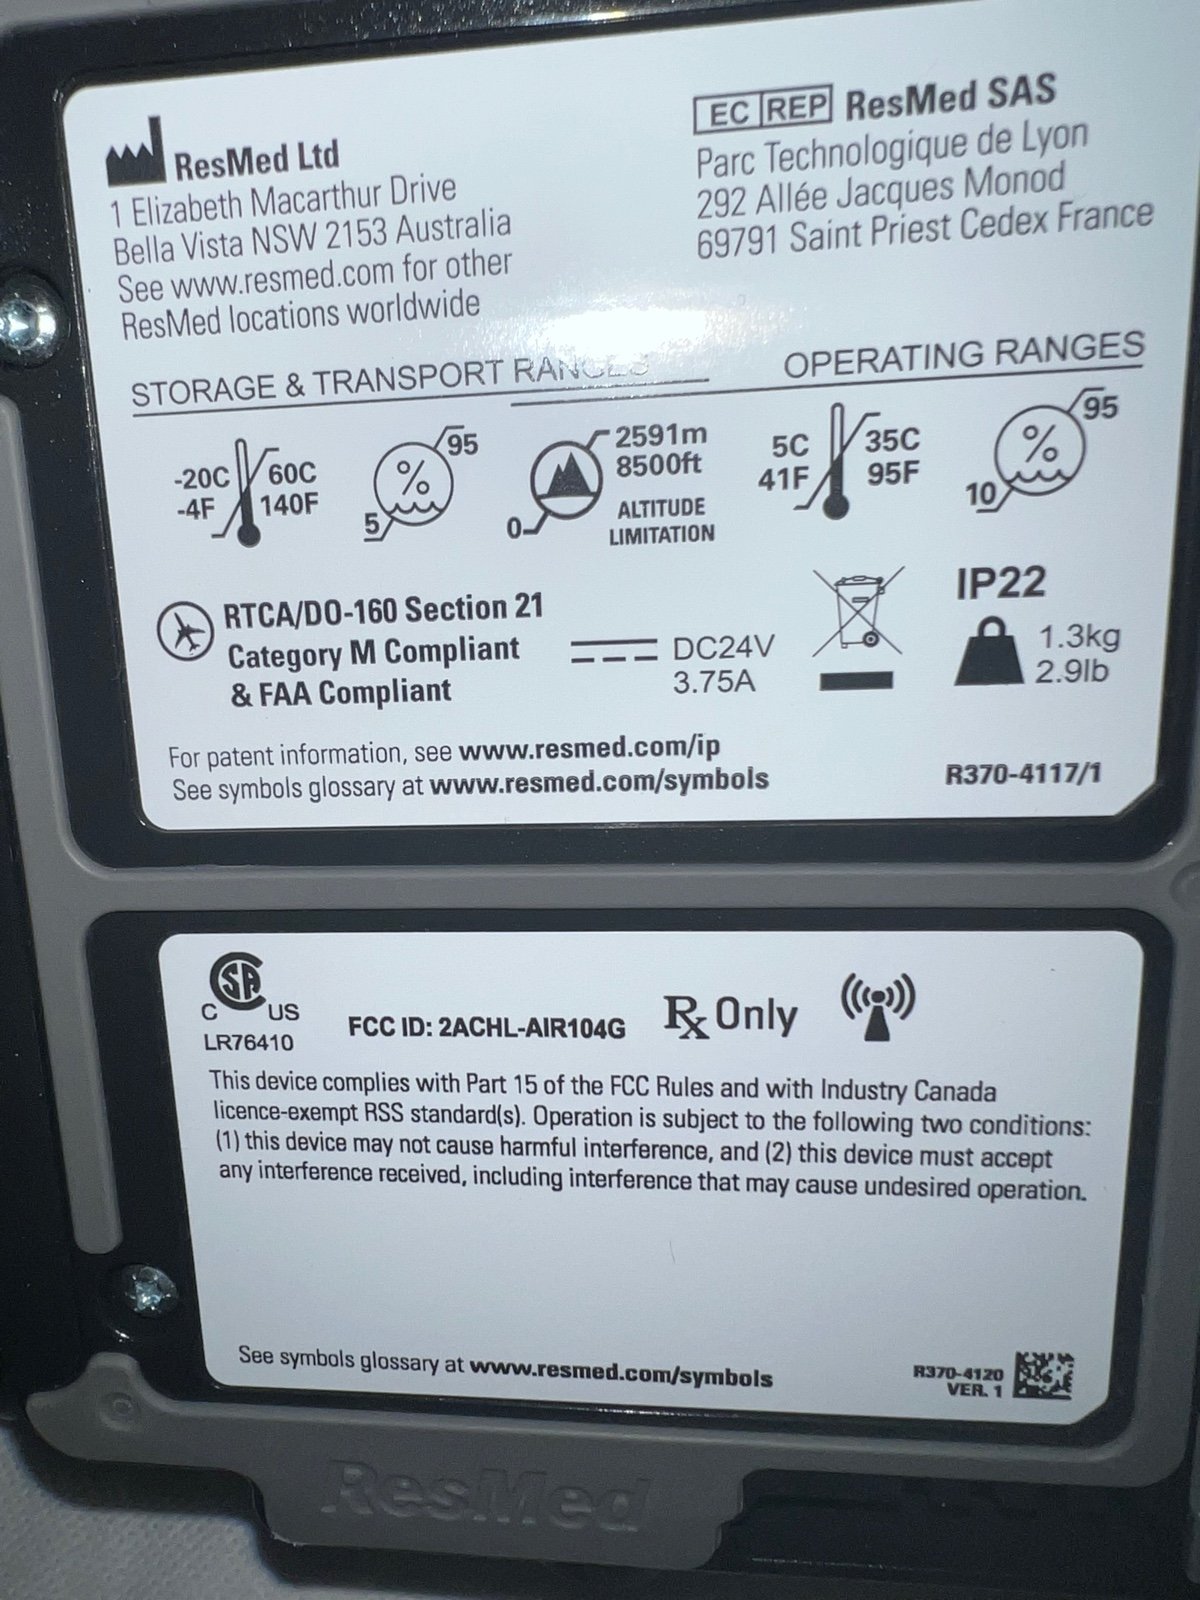 ResMed Ltd
1 Elizabeth Macarthur Drive
Bella Vista NSW 2153 Australia
See www.resmed.com for other
ResMed locations worldwide
EC REP ResMed SAS
Parc Technologique de Lyon
292 Allée Jacques Monod
69791 Saint Priest Cedex France
STORAGE & TRANSPORT RANGES
OPERATING RANGES
-20C 60C
-4F 140F
95
%
5
2591m
8500ft
0
ALTITUDE
LIMITATION
5C 35C
41F 95F
95
%
10
RTCA/DO-160 Section 21
Category M Compliant
& FAA Compliant
DC24V
3.75A
IP22
1.3kg
2.9lb
For patent information, see www.resmed.com/ip
See symbols glossary at www.resmed.com/symbols
R370-4117/1
SA
C US
LR76410
FCC ID: 2ACHL-AIR104G
Rx Only
This device complies with Part 15 of the FCC Rules and with Industry Canada
licence-exempt RSS standard(s). Operation is subject to the following two conditions:
(1) this device may not cause harmful interference, and (2) this device must accept
any interference received, including interference that may cause undesired operation.
See symbols glossary at www.resmed.com/symbols
R370-4120
VER. 1
ResMed